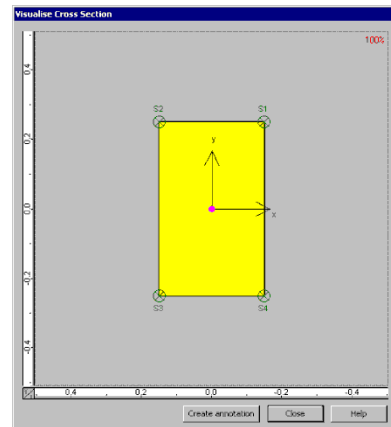 Visualise Cross Section
100%
0,4
S2 S1
0,2
y
0,0
x
-0,2
S3 S4
-0,4
0,4 0,2 0,0 -0,2 -0,4
Create annotation Close Help